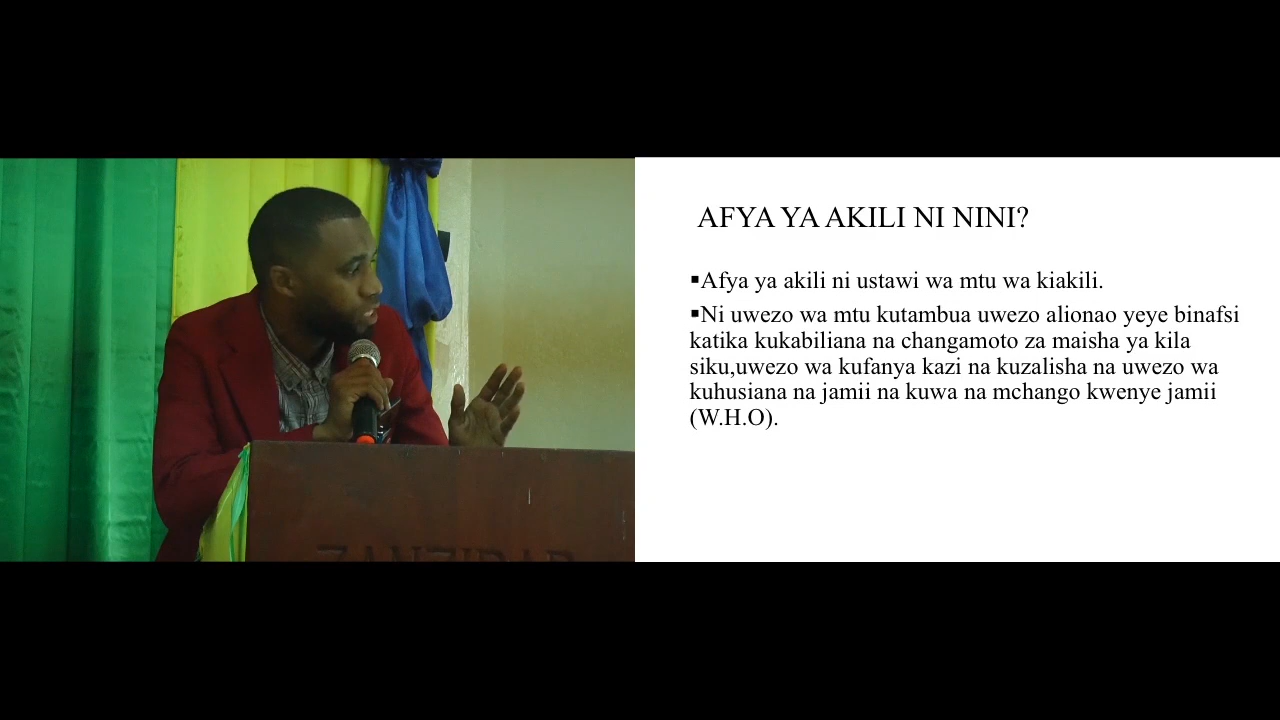 AFYA YA AKILI NI NINI?
▪Afya ya akili ni ustawi wa mtu wa kiakili.
▪Ni uwezo wa mtu kutambua uwezo alionao yeye binafsi
katika kukabiliana na changamoto za maisha ya kila
siku,uwezo wa kufanya kazi na kuzalisha na uwezo wa
kuhusiana na jamii na kuwa na mchango kwenye jamii
(W.H.O).
ZANZIBAR